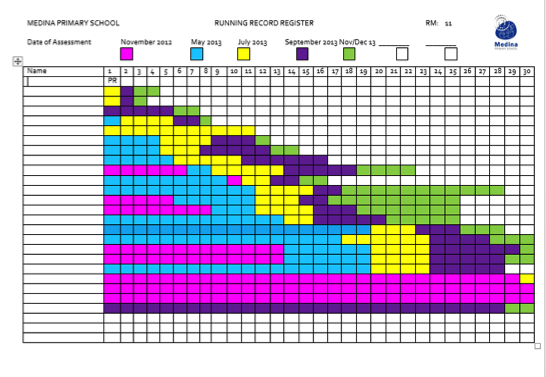 MEDINA PRIMARY SCHOOL RUNNING RECORD REGISTER RM: 11
Medina
Date of Assessment November 2012 May 2013 July 2013 September 2013 Nov/Dec 13
Name 1 2 3 4 5 6 7 8 9 10 11 12 13 14 15 16 17 18 19 20 21 22 23 24 25 26 27 28 29 30
PR